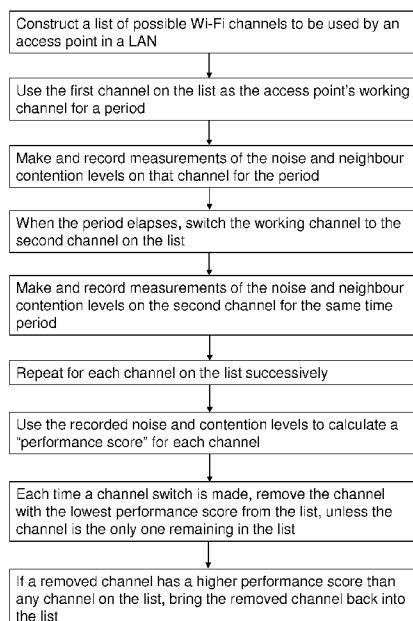 Construct a list of possible Wi-Fi channels to be used by an
access point in a LAN
Use the first channel on the list as the access point's working
channel for a period
Make and record measurements of the noise and neighbour
contention levels on that channel for the period
When the period elapses, switch the working channel to the
second channel on the list
Make and record measurements of the noise and neighbour
contention levels on the second channel for the same time
period
Repeat for each channel on the list successively
Use the recorded noise and contention levels to calculate a
“performance score” for each channel
Each time a channel switch is made, remove the channel
with the lowest performance score from the list, unless the
channel is the only one remaining in the list
If a removed channel has a higher performance score than
any channel on the list, bring the removed channel back into
the list